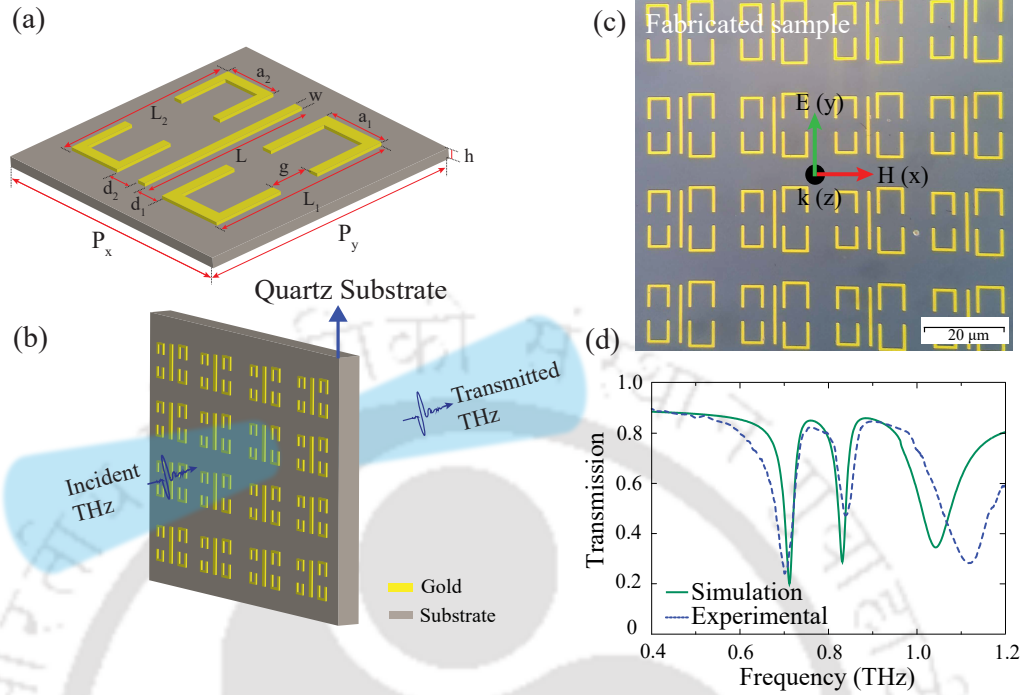 (a)
a₂
w
L₂
a₁
L
h
g
d₂
d₁
L₁
Pₓ
Pᵧ
(b)
Quartz Substrate
Transmitted
THz
Incident
THz
Gold
Substrate
(c)
Fabricated sample
E (y)
H (x)
k (z)
20 μm
(d)
1.0
0.8
0.6
0.4
0.2
0
Transmission
Simulation
Experimental
0.4 0.6 0.8 1.0 1.2
Frequency (THz)